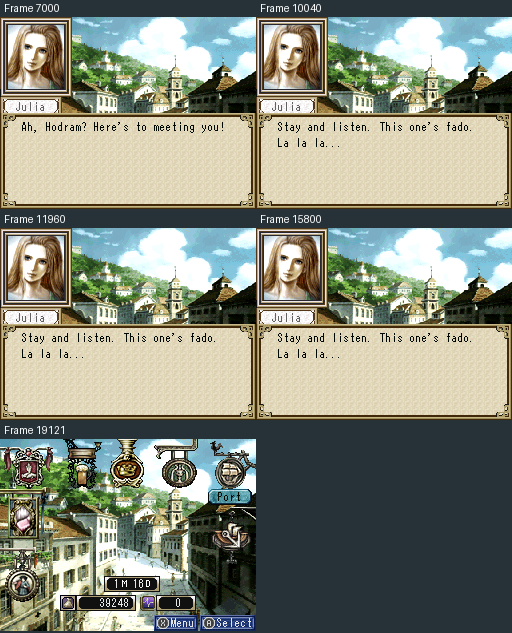 Frame 7000
Julia
Ah, Hodram? Here's to meeting you!
Frame 10040
Julia
Stay and listen. This one's fado.
La la la...
Frame 11960
Julia
Stay and listen. This one's fado.
La la la...
Frame 15800
Julia
Stay and listen. This one's fado.
La la la...
Frame 19121
Port
1M 16D
39248
0
XMenu
ASelect